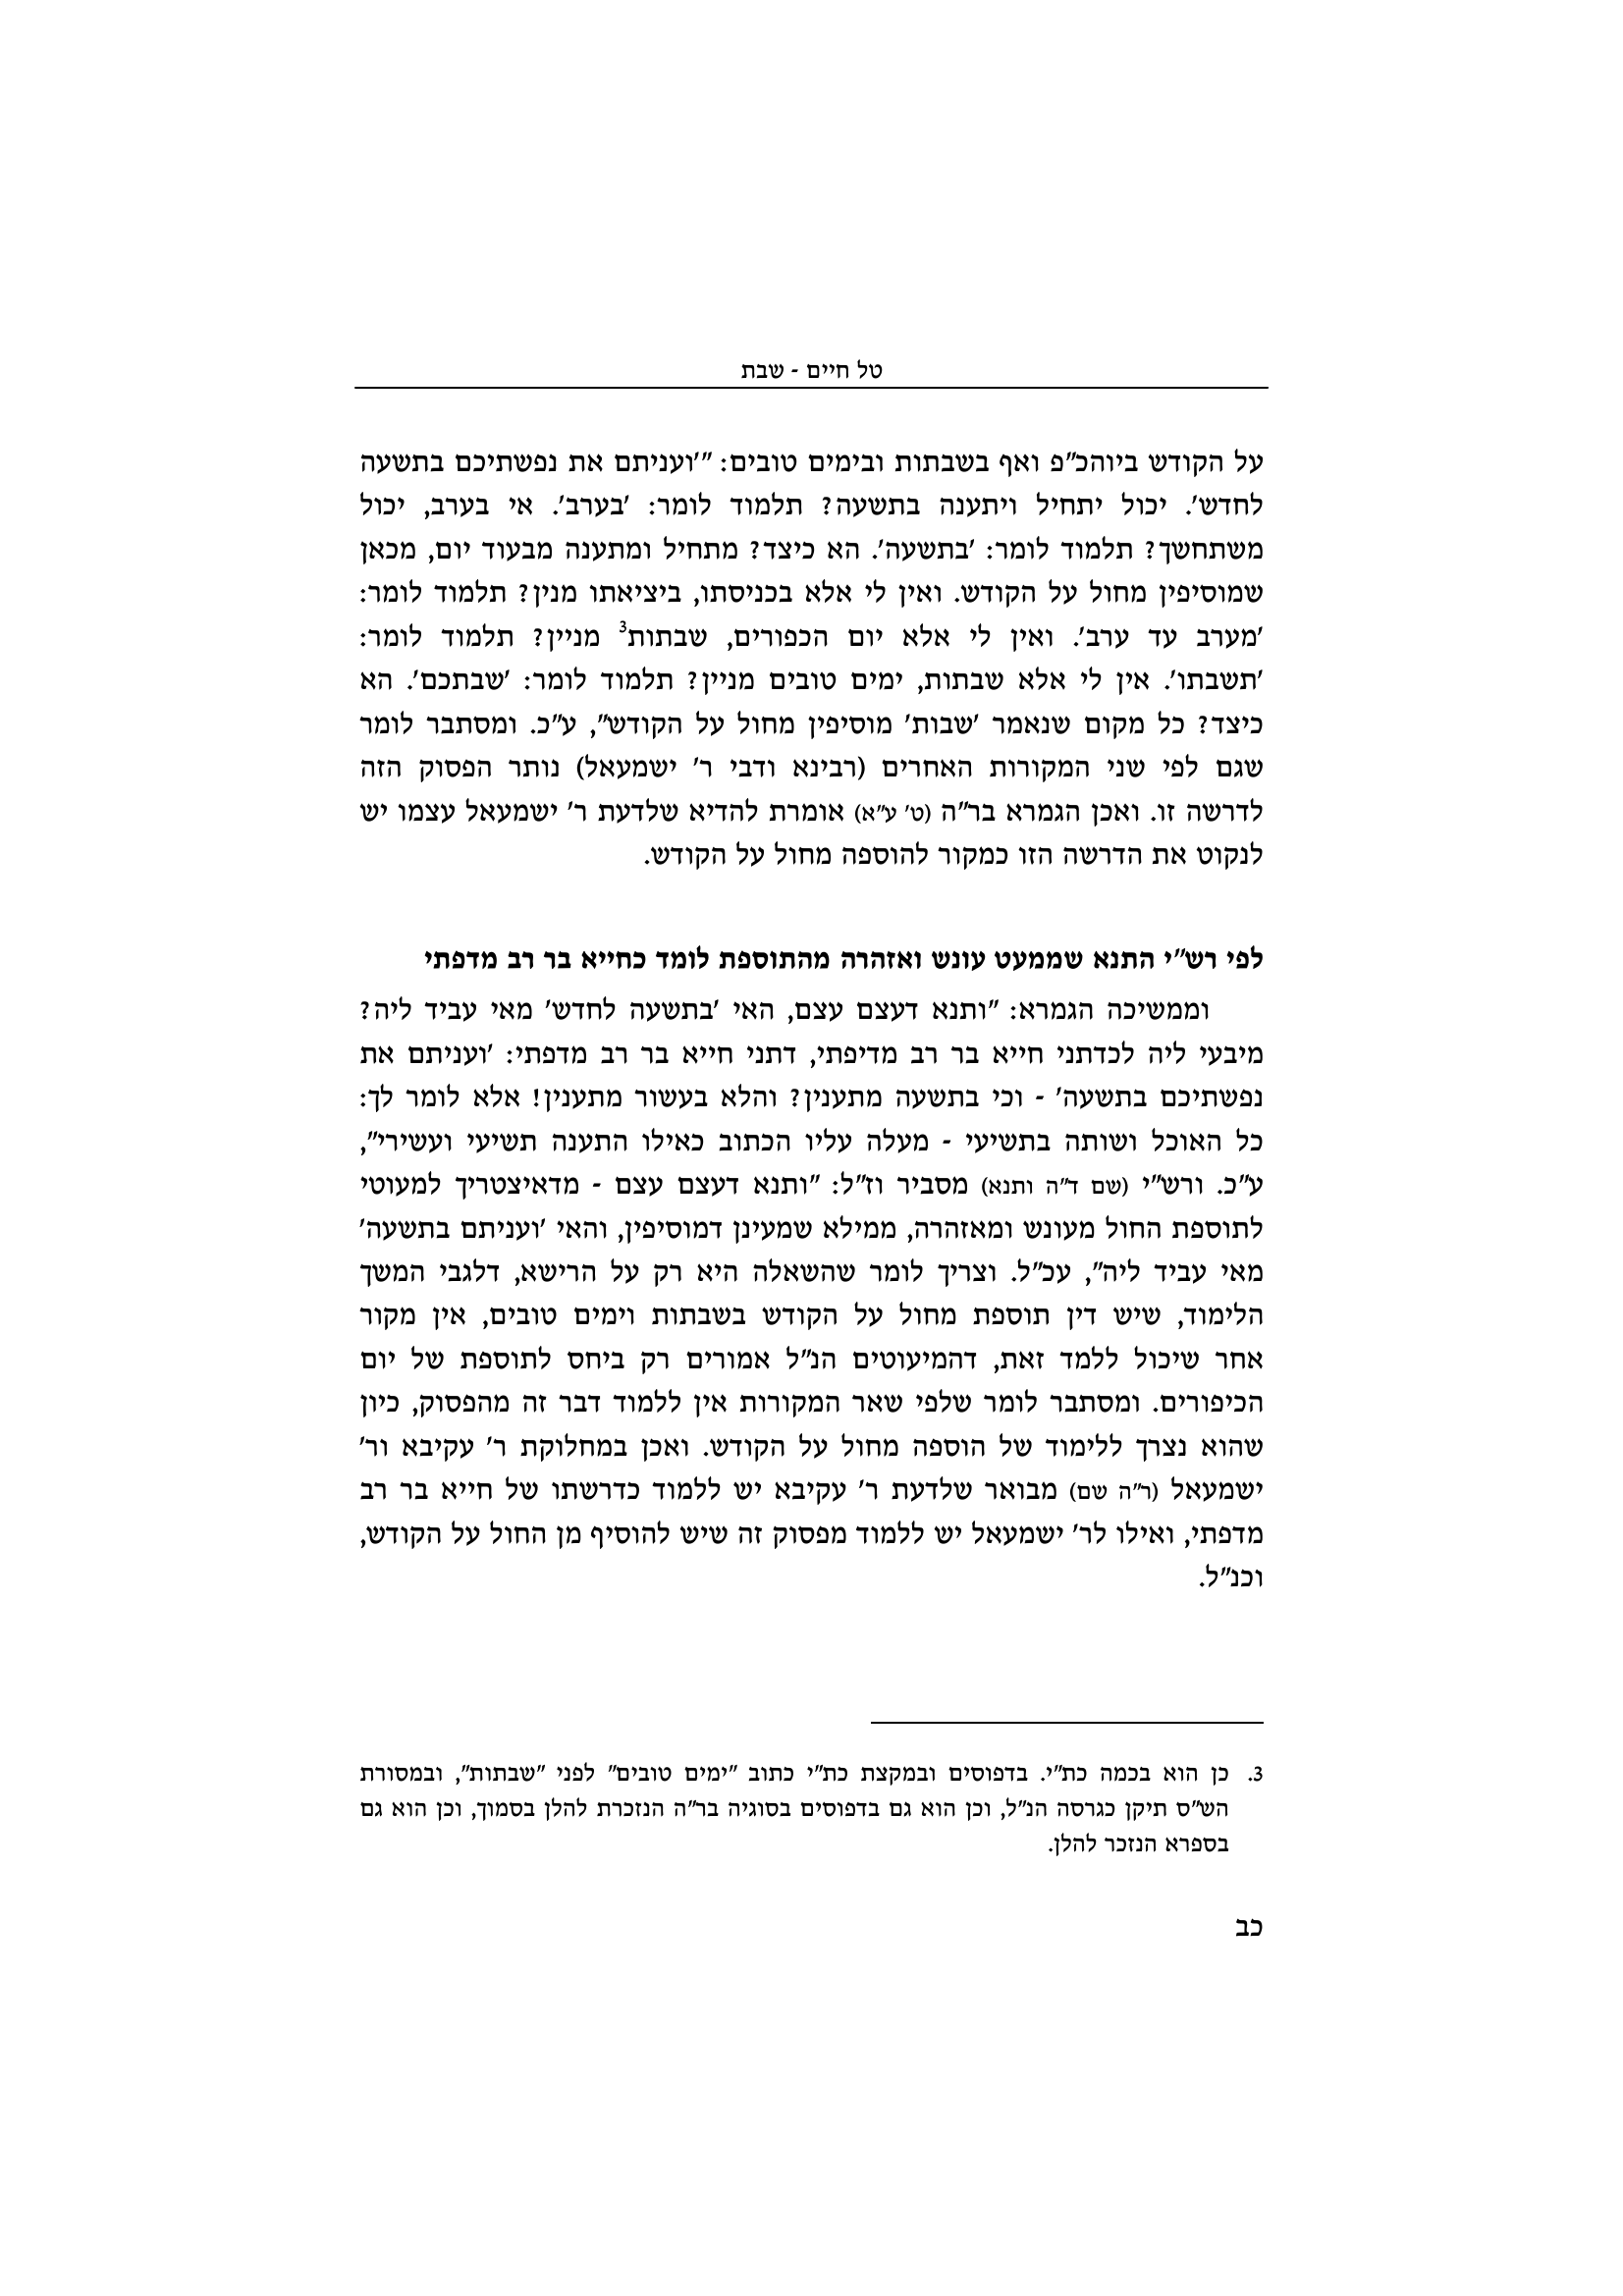 טל חיים - שבת
על הקודש ביוהכ"פ ואף בשבתות ובימים טובים: "'ועניתם את נפשתיכם בתשעה
לחדש'. יכול יתחיל ויתענה בתשעה? תלמוד לומר: 'בערב'. אי בערב, יכול
משתחשך? תלמוד לומר: 'בתשעה'. הא כיצד? מתחיל ומתענה מבעוד יום, מכאן
שמוסיפין מחול על הקודש. ואין לי אלא בכניסתו, ביציאתו מנין? תלמוד לומר:
'מערב עד ערב'. ואין לי אלא יום הכפורים, שבתות3 מניין? תלמוד לומר:
'תשבתו'. אין לי אלא שבתות, ימים טובים מניין? תלמוד לומר: 'שבתכם'. הא
כיצד? כל מקום שנאמר 'שבות' מוסיפין מחול על הקודש", ע"כ. ומסתבר לומר
שגם לפי שני המקורות האחרים (רבינא ודבי ר' ישמעאל) נותר הפסוק הזה
לדרשה זו. ואכן הגמרא בר"ה (ט' ע"א) אומרת להדיא שלדעת ר' ישמעאל עצמו יש
לנקוט את הדרשה הזו כמקור להוספה מחול על הקודש.
לפי רש"י התנא שממעט עונש ואזהרה מהתוספת לומד כחייא בר רב מדפתי
וממשיכה הגמרא: "ותנא דעצם עצם, האי 'בתשעה לחדש' מאי עביד ליה?
מיבעי ליה לכדתני חייא בר רב מדיפתי, דתני חייא בר רב מדפתי: 'ועניתם את
נפשתיכם בתשעה' - וכי בתשעה מתענין? והלא בעשור מתענין! אלא לומר לך:
כל האוכל ושותה בתשיעי - מעלה עליו הכתוב כאילו התענה תשיעי ועשירי",
ע"כ. ורש"י (שם ד"ה ותנא) מסביר וז"ל: "ותנא דעצם עצם - מדאיצטריך למעוטי
לתוספת החול מעונש ומאזהרה, ממילא שמעינן דמוסיפין, והאי 'ועניתם בתשעה'
מאי עביד ליה", עכ"ל. וצריך לומר שהשאלה היא רק על הרישא, דלגבי המשך
הלימוד, שיש דין תוספת מחול על הקודש בשבתות וימים טובים, אין מקור
אחר שיכול ללמד זאת, דהמיעוטים הנ"ל אמורים רק ביחס לתוספת של יום
הכיפורים. ומסתבר לומר שלפי שאר המקורות אין ללמוד דבר זה מהפסוק, כיון
שהוא נצרך ללימוד של הוספה מחול על הקודש. ואכן במחלוקת ר' עקיבא ור'
ישמעאל (ר"ה שם) מבואר שלדעת ר' עקיבא יש ללמוד כדרשתו של חייא בר רב
מדפתי, ואילו לר' ישמעאל יש ללמוד מפסוק זה שיש להוסיף מן החול על הקודש,
וכנ"ל.
3. כן הוא בכמה כת"י. בדפוסים ובמקצת כת"י כתוב "ימים טובים" לפני "שבתות", ובמסורת
הש"ס תיקן כגרסה הנ"ל, וכן הוא גם בדפוסים בסוגיה בר"ה הנזכרת להלן בסמוך, וכן הוא גם
בספרא הנזכר להלן.
כב